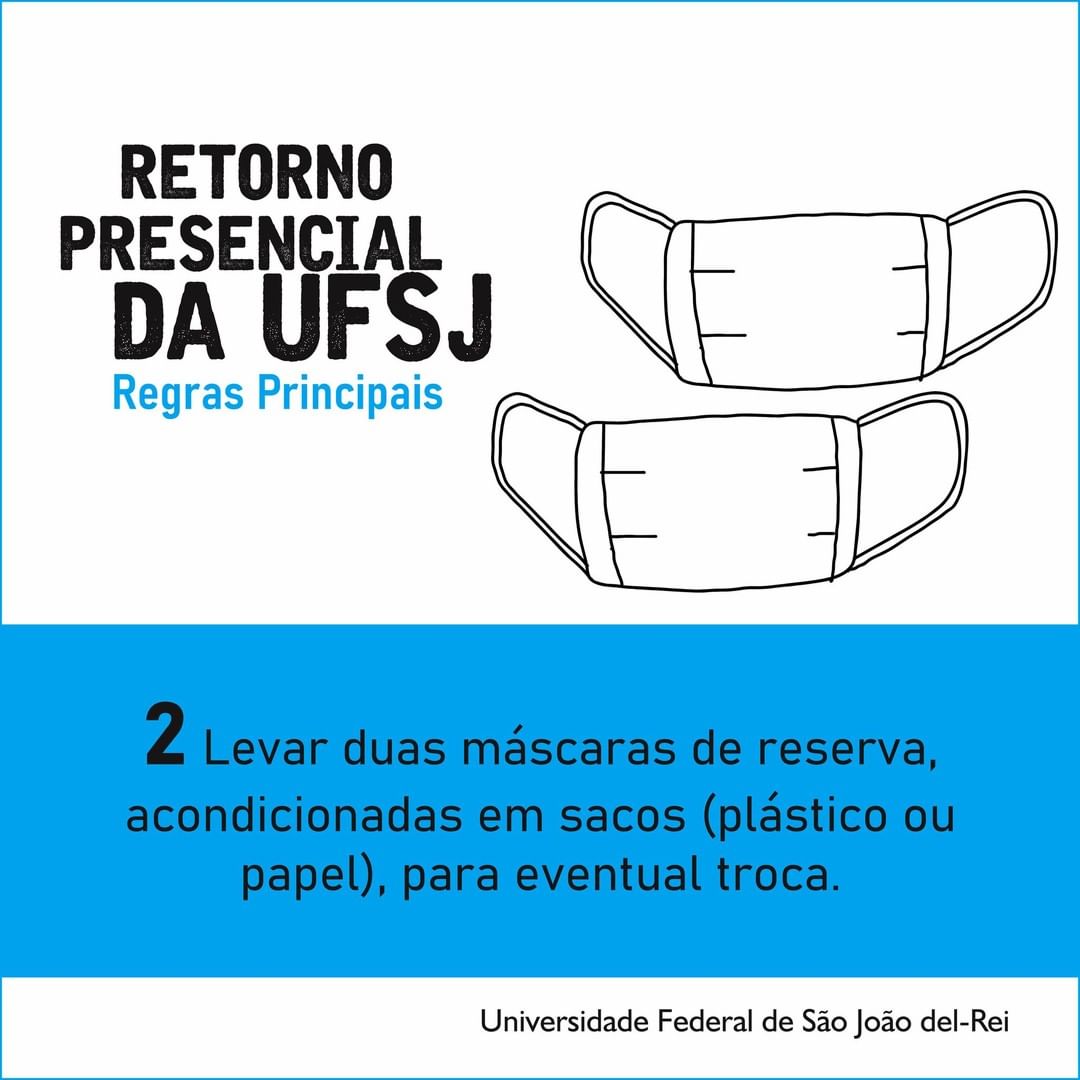 RETORNO
PRESENCIAL
DA UFSJ
Regras Principais
2 Levar duas máscaras de reserva,
acondicionadas em sacos (plástico ou
papel), para eventual troca.
Universidade Federal de São João del-Rei